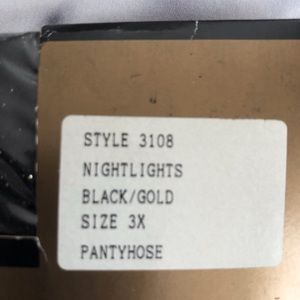 STYLE 3108
NIGHTLIGHTS
BLACK/GOLD
SIZE 3X
PANTYHOSE